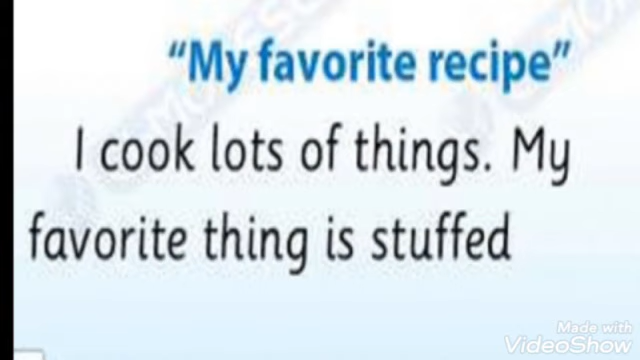 “My favorite recipe”
I cook lots of things. My
favorite thing is stuffed
Made with
VideoShow